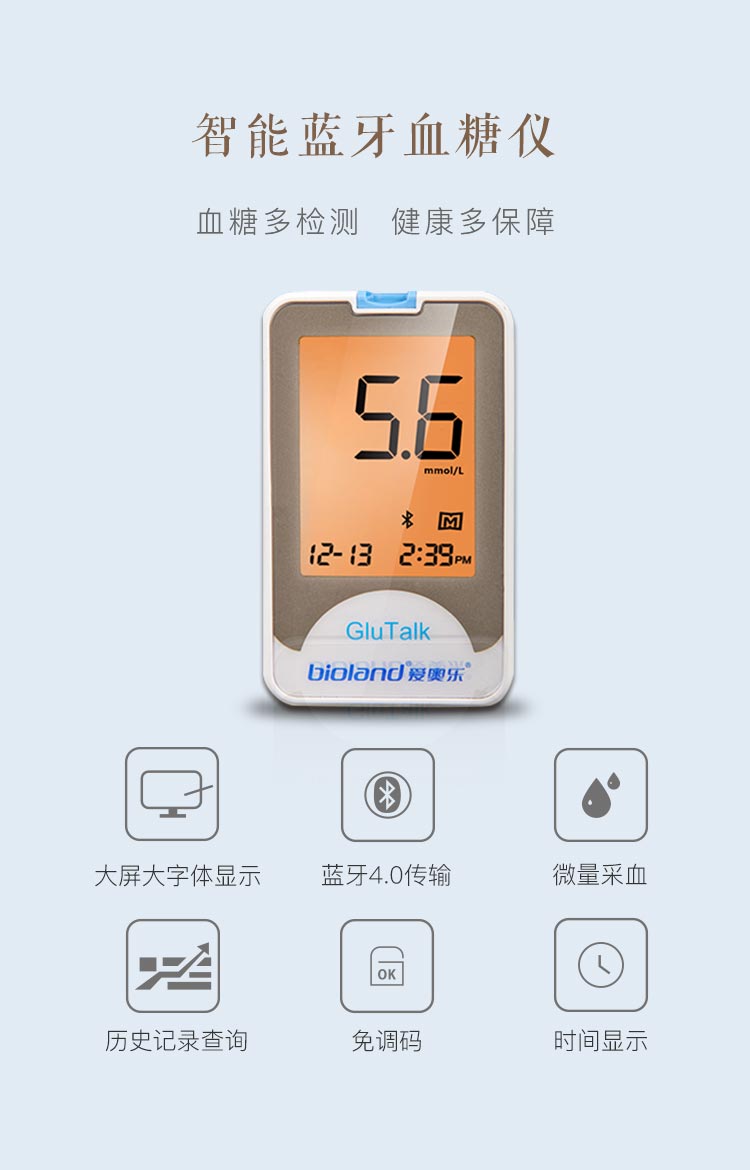 智能蓝牙血糖仪
血糖多检测 健康多保障
5.6
mmol/L
M
12-13 2:39PM
GluTalk
bioland®爱奥乐®
大屏大字体显示 蓝牙4.0传输 微量采血
OK
历史记录查询 免调码 时间显示